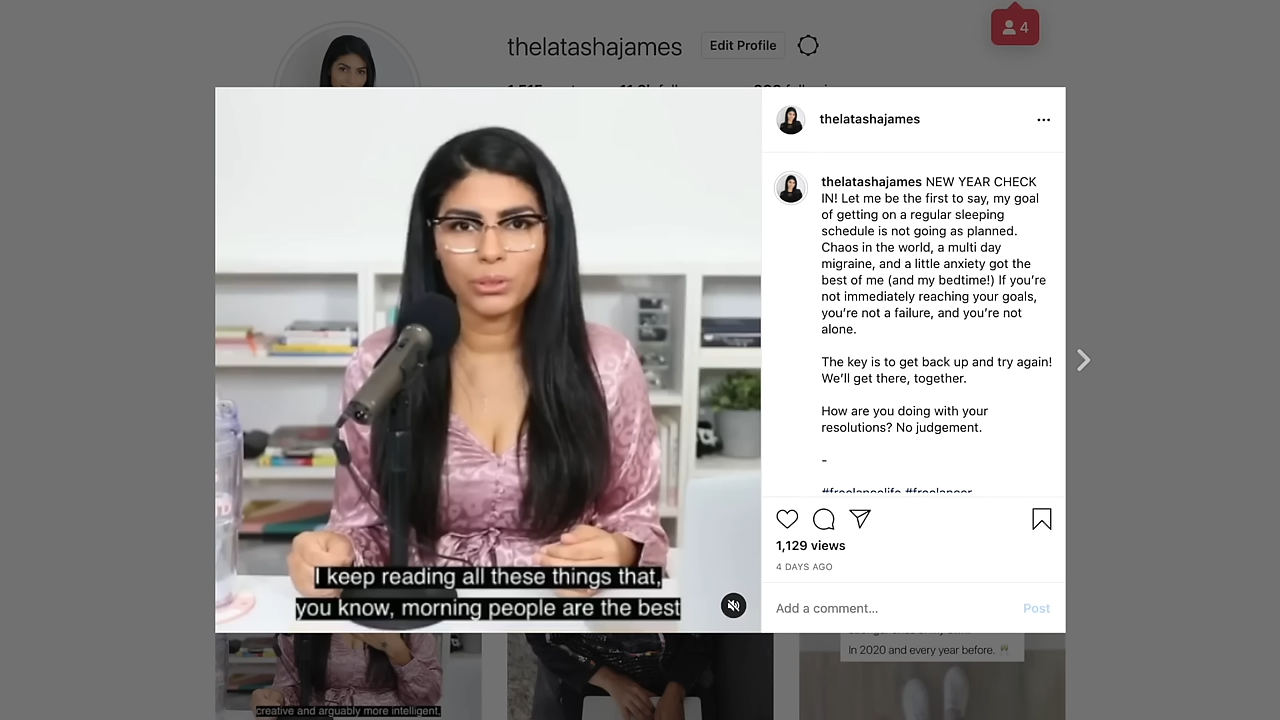 thelatashajames
Edit Profile
4
thelatashajames
thelatashajames NEW YEAR CHECK
IN! Let me be the first to say, my goal
of getting on a regular sleeping
schedule is not going as planned.
Chaos in the world, a multi day
migraine, and a little anxiety got the
best of me (and my bedtime!) If you’re
not immediately reaching your goals,
you’re not a failure, and you’re not
alone.
The key is to get back up and try again!
We’ll get there, together.
How are you doing with your
resolutions? No judgement.
-
#freelancelife #freelancer
1,129 views
4 DAYS AGO
Add a comment...
Post
I keep reading all these things that,
you know, morning people are the best
In 2020 and every year before.
creative and arguably more intelligent.